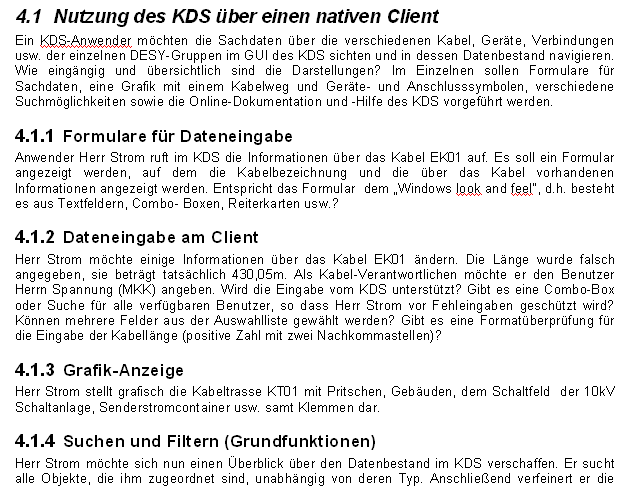 4.1 Nutzung des KDS über einen nativen Client
Ein KDS-Anwender möchten die Sachdaten über die verschiedenen Kabel, Geräte, Verbindungen
usw. der einzelnen DESY-Gruppen im GUI des KDS sichten und in dessen Datenbestand navigieren.
Wie eingängig und übersichtlich sind die Darstellungen? Im Einzelnen sollen Formulare für
Sachdaten, eine Grafik mit einem Kabelweg und Geräte- und Anschlusssymbolen, verschiedene
Suchmöglichkeiten sowie die Online-Dokumentation und -Hilfe des KDS vorgeführt werden.
4.1.1 Formulare für Dateneingabe
Anwender Herr Strom ruft im KDS die Informationen über das Kabel EK01 auf. Es soll ein Formular
angezeigt werden, auf dem die Kabelbezeichnung und die über das Kabel vorhandenen
Informationen angezeigt werden. Entspricht das Formular dem „Windows look and feel“, d.h. besteht
es aus Textfeldern, Combo- Boxen, Reiterkarten usw.?
4.1.2 Dateneingabe am Client
Herr Strom möchte einige Informationen über das Kabel EK01 ändern. Die Länge wurde falsch
angegeben, sie beträgt tatsächlich 430,05m. Als Kabel-Verantwortlichen möchte er den Benutzer
Herrn Spannung (MKK) angeben. Wird die Eingabe vom KDS unterstützt? Gibt es eine Combo-Box
oder Suche für alle verfügbaren Benutzer, so dass Herr Strom vor Fehleingaben geschützt wird?
Können mehrere Felder aus der Auswahlliste gewählt werden? Gibt es eine Formatüberprüfung für
die Eingabe der Kabellänge (positive Zahl mit zwei Nachkommastellen)?
4.1.3 Grafik-Anzeige
Herr Strom stellt grafisch die Kabeltrasse KT01 mit Pritschen, Gebäuden, dem Schaltfeld der 10kV
Schaltanlage, Senderstromcontainer usw. samt Klemmen dar.
4.1.4 Suchen und Filtern (Grundfunktionen)
Herr Strom möchte sich nun einen Überblick über den Datenbestand im KDS verschaffen. Er sucht
alle Objekte, die ihm zugeordnet sind, unabhängig von deren Typ. Anschließend verfeinert er die